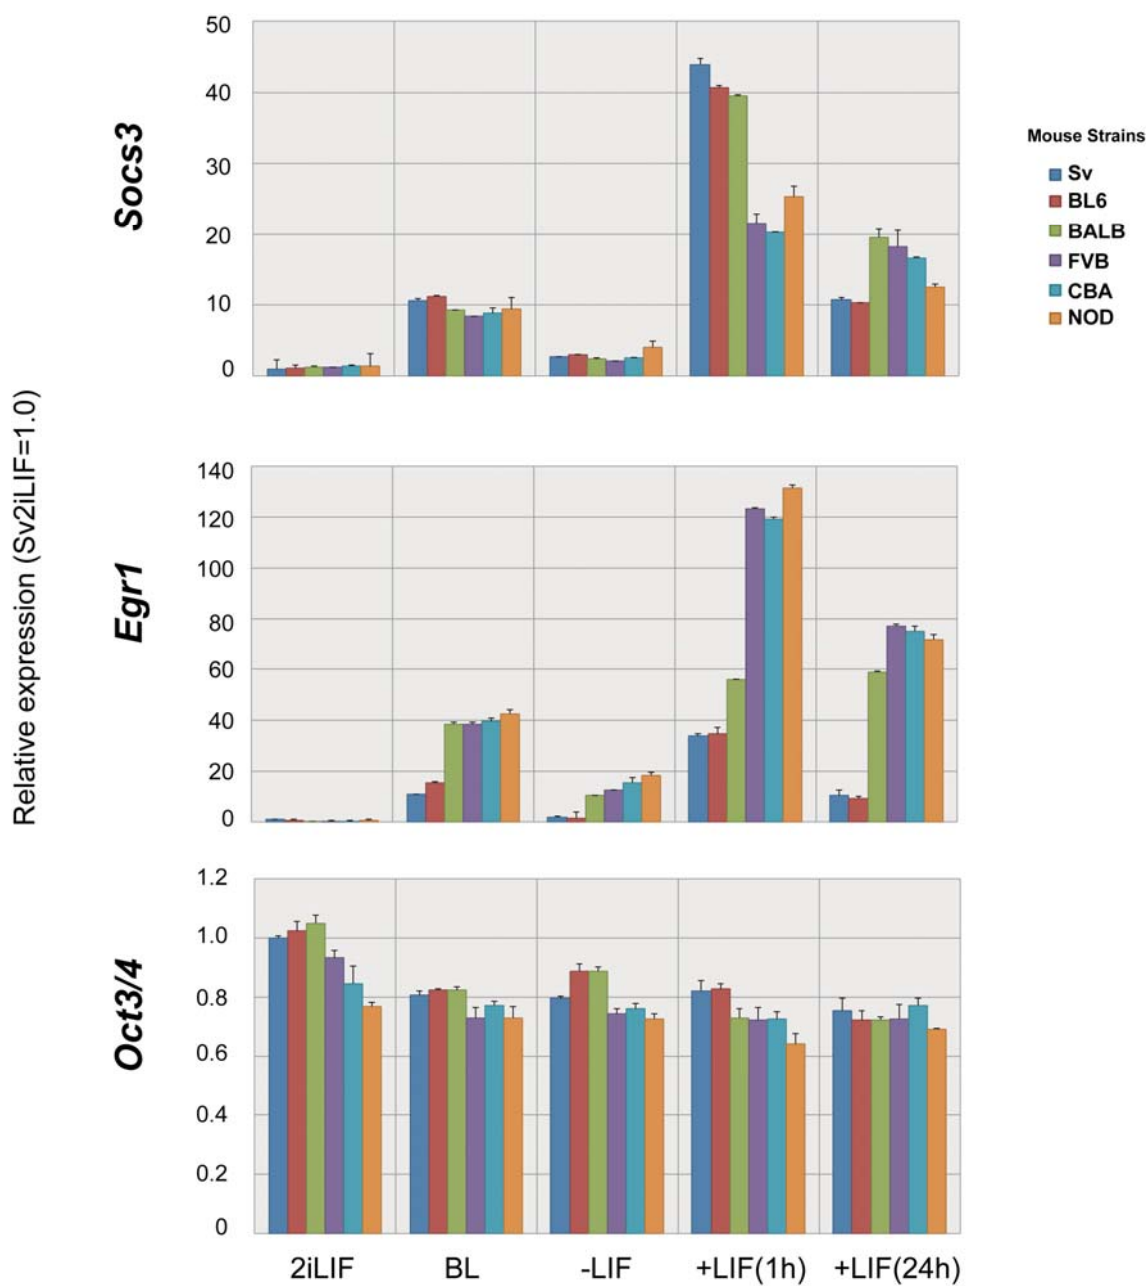 Relative expression (Sv2iLIF=1.0)
Socs3
50
40
30
20
10
0
Mouse Strains
Sv
BL6
BALB
FVB
CBA
NOD
Egr1
140
120
100
80
60
40
20
0
Oct3/4
1.2
1.0
0.8
0.6
0.4
0.2
0
2iLIF BL -LIF +LIF(1h) +LIF(24h)